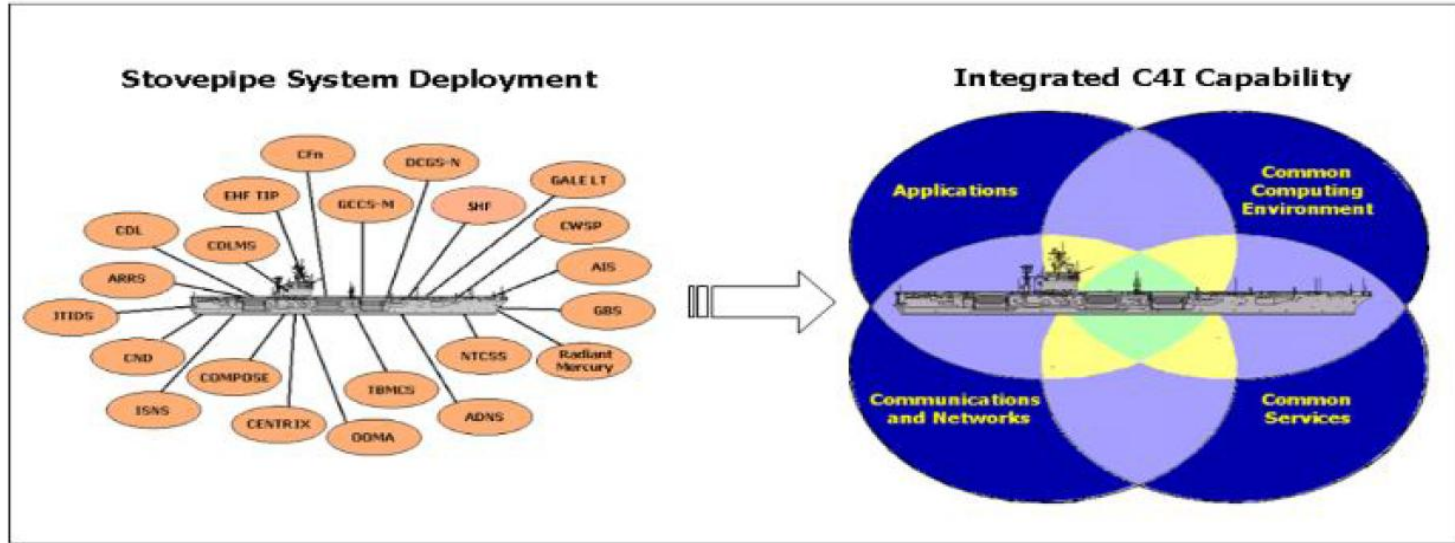 Stovepipe System Deployment
Integrated C4I Capability
CFn
DCGS-N
EHF TIP
GCCS-M
SHF
GALE LT
CDL
CDLMS
CWSP
ARRS
AIS
JTIDS
GBS
CND
COMPOSE
TBMCS
NTCSS
Radiant
Mercury
ISNS
CENTRIX
OOMA
ADNS
Applications
Common
Computing
Environment
Communications
and Networks
Common
Services